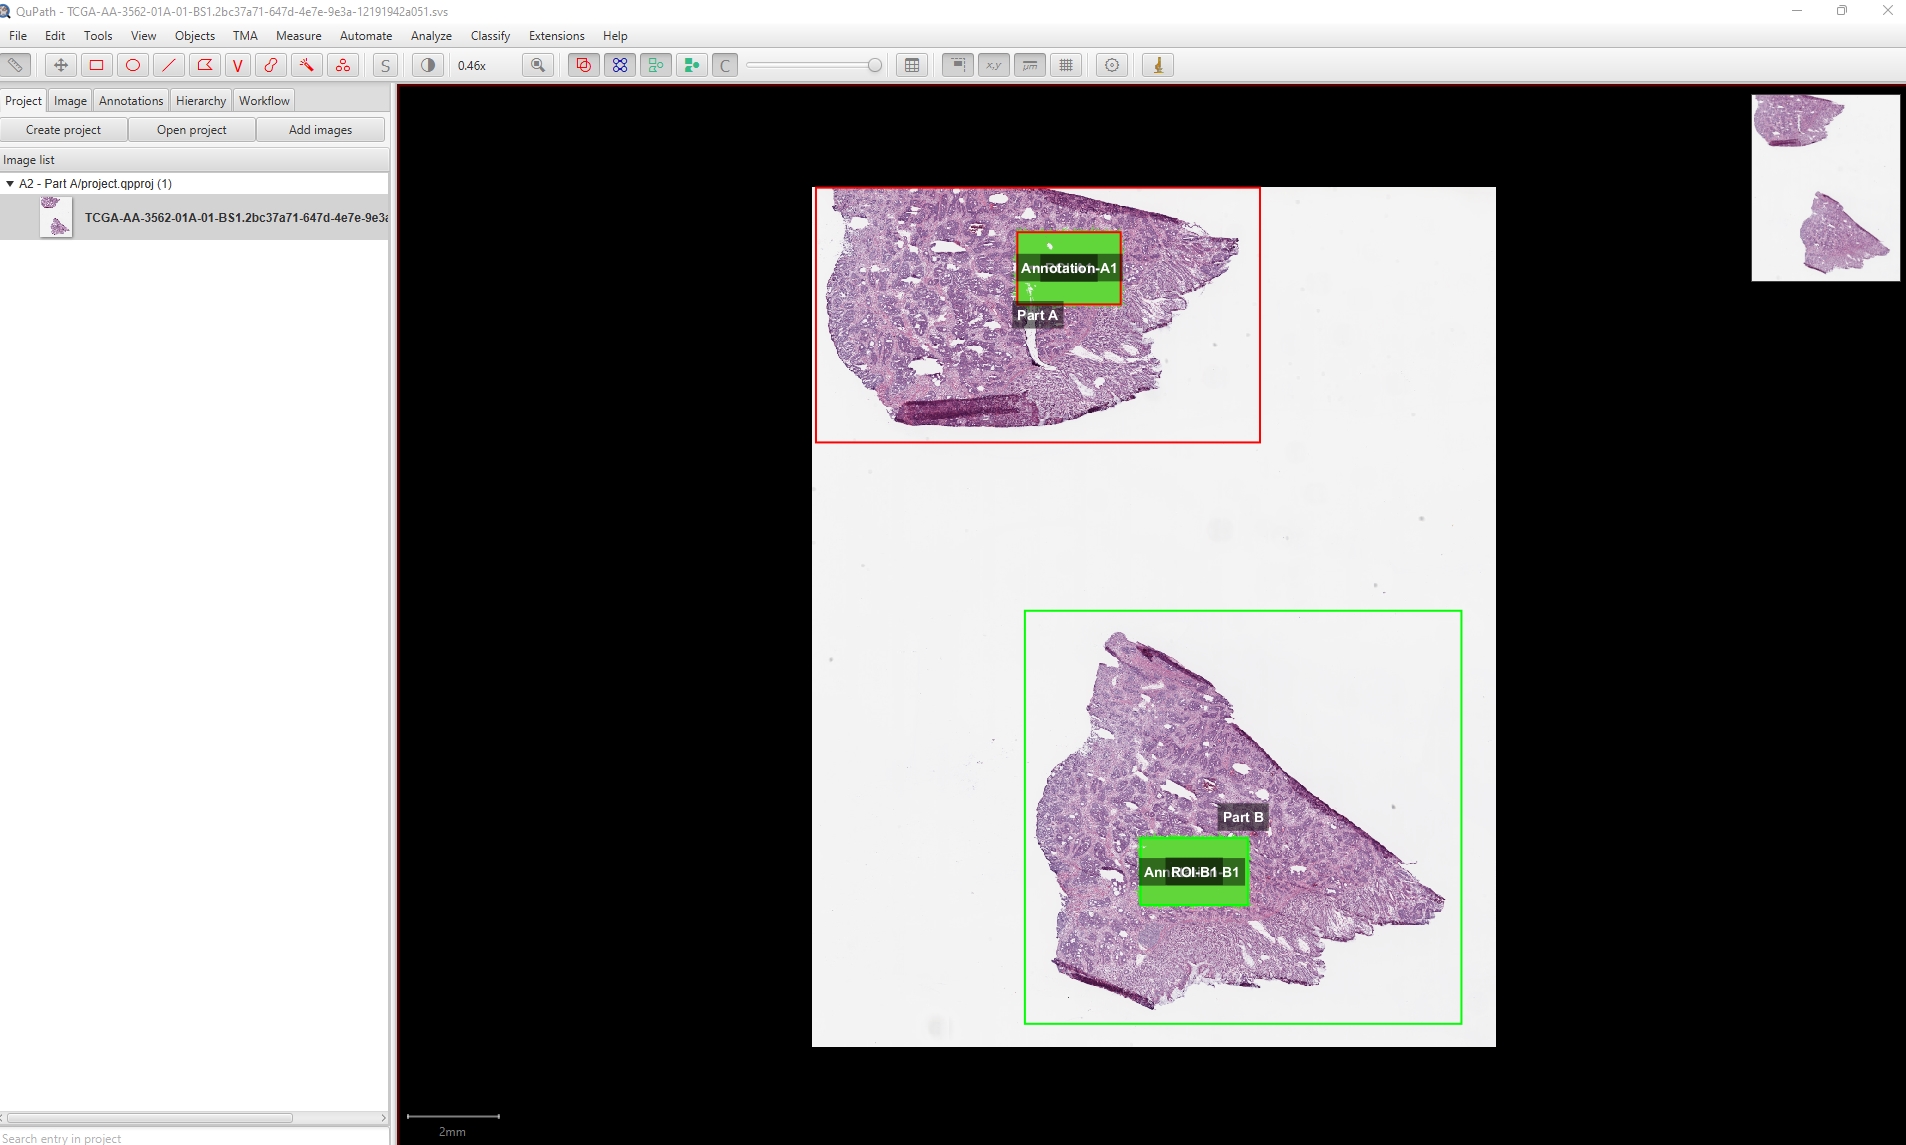 QuPath - TCGA-AA-3562-01A-01-BS1.2bc37a71-647d-4e7e-9e3a-12191942a051.svs
File Edit Tools View Objects TMA Measure Automate Analyze Classify Extensions Help
V S 0.46x C x,y µm
Project Image Annotations Hierarchy Workflow
Create project Open project Add images
Image list
A2 - Part A/project.qpproj (1)
TCGA-AA-3562-01A-01-BS1.2bc37a71-647d-4e7e-9e3a
Annotation-A1
Part A
Part B
ROI-B1
2mm
Search entry in project